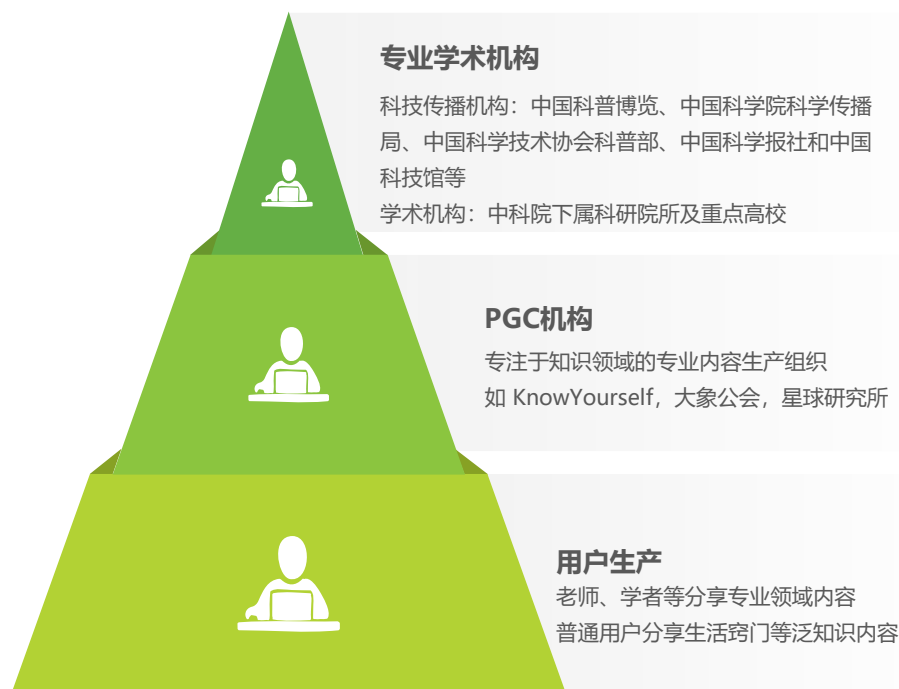 专业学术机构
科技传播机构：中国科普博览、中国科学院科学传播
局、中国科学技术协会科普部、中国科学报社和中国
科技馆等
学术机构：中科院下属科研院所及重点高校
PGC机构
专注于知识领域的专业内容生产组织
如 KnowYourself，大象公会，星球研究所
用户生产
老师、学者等分享专业领域内容
普通用户分享生活窍门等泛知识内容